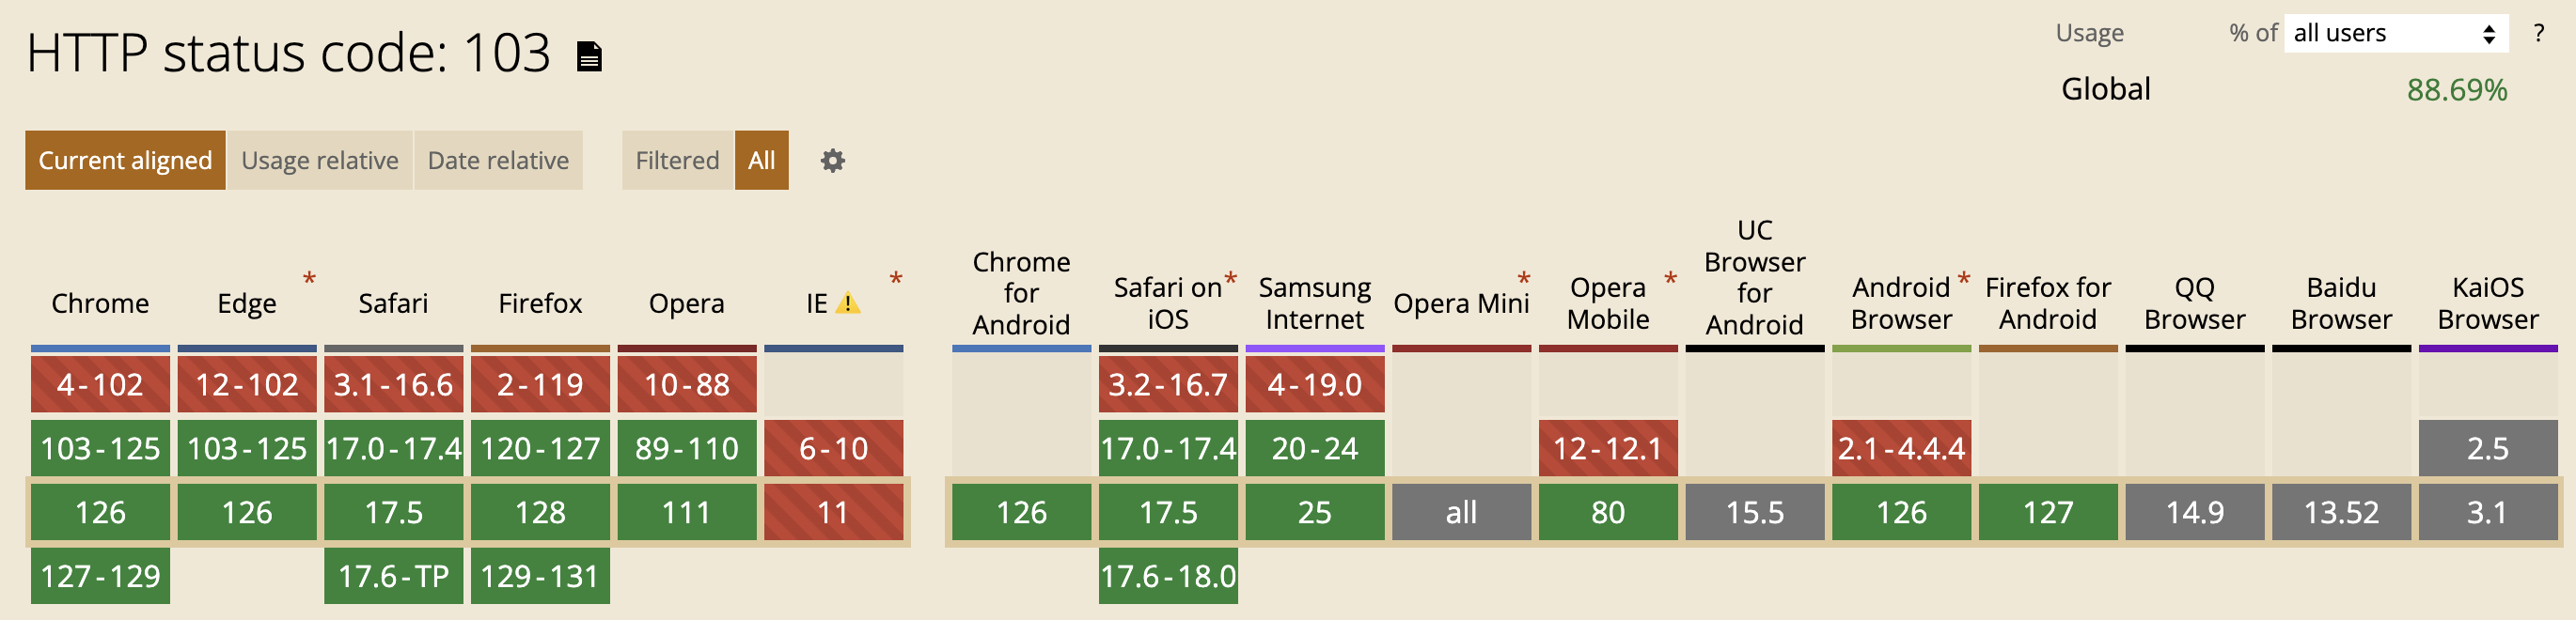 HTTP status code: 103
Usage % of all users ?
Global 88.69%
Current aligned Usage relative Date relative Filtered All
Chrome
Edge *
Safari
Firefox
Opera
IE *
Chrome
for
Android
Safari on *
iOS
Samsung
Internet
Opera Mini *
Opera *
Mobile
UC
Browser
for
Android
Android *
Browser
Firefox for
Android
QQ
Browser
Baidu
Browser
KaiOS
Browser
4-102 12-102 3.1-16.6 2-119 10-88 3.2-16.7 4-19.0
103-125 103-125 17.0-17.4 120-127 89-110 6-10 17.0-17.4 20-24 12-12.1 2.1-4.4.4 2.5
126 126 17.5 128 111 11 126 17.5 25 all 80 15.5 126 127 14.9 13.52 3.1
127-129 17.6-TP 129-131 17.6-18.0